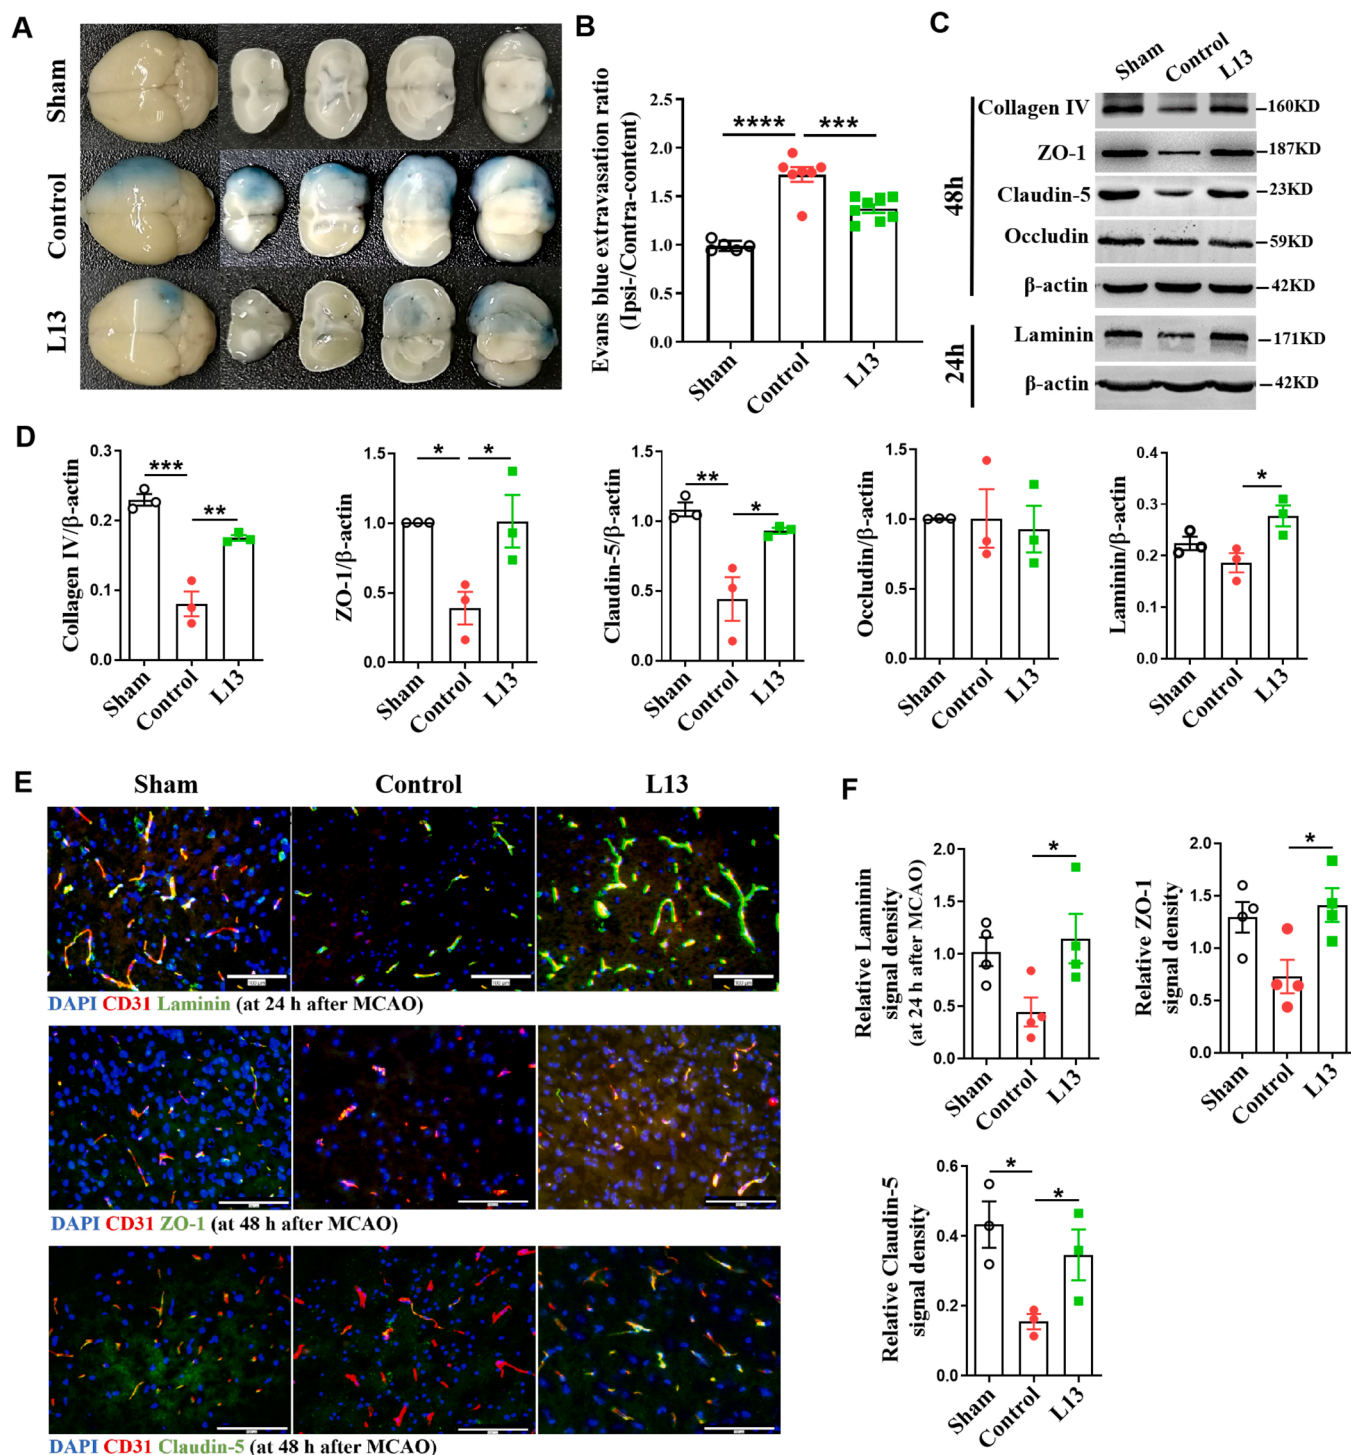 A
Sham
Control
L13
B
Evans blue extravasation ratio
(Ipsi-/Contra-content)
2.5
2.0
1.5
1.0
0.5
0.0
****
***
Sham
Control
L13
C
Sham
Control
L13
48h
Collagen IV
160KD
ZO-1
187KD
Claudin-5
23KD
Occludin
59KD
β-actin
42KD
24h
Laminin
171KD
β-actin
42KD
D
Collagen IV/β-actin
0.3
0.2
0.1
0.0
***
**
Sham
Control
L13
ZO-1/β-actin
1.5
1.0
0.5
0.0
*
*
Sham
Control
L13
Claudin-5/β-actin
1.5
1.0
0.5
0.0
**
*
Sham
Control
L13
Occludin/β-actin
1.5
1.0
0.5
0.0
Sham
Control
L13
Laminin/β-actin
0.4
0.3
0.2
0.1
0.0
*
Sham
Control
L13
E
Sham
Control
L13
DAPI CD31 Laminin (at 24 h after MCAO)
DAPI CD31 ZO-1 (at 48 h after MCAO)
DAPI CD31 Claudin-5 (at 48 h after MCAO)
F
Relative Laminin
signal density
(at 24 h after MCAO)
2.0
1.5
1.0
0.5
0.0
*
Sham
Control
L13
Relative ZO-1
signal density
2.0
1.5
1.0
0.5
0.0
*
Sham
Control
L13
Relative Claudin-5
signal density
0.6
0.4
0.2
0.0
*
*
Sham
Control
L13